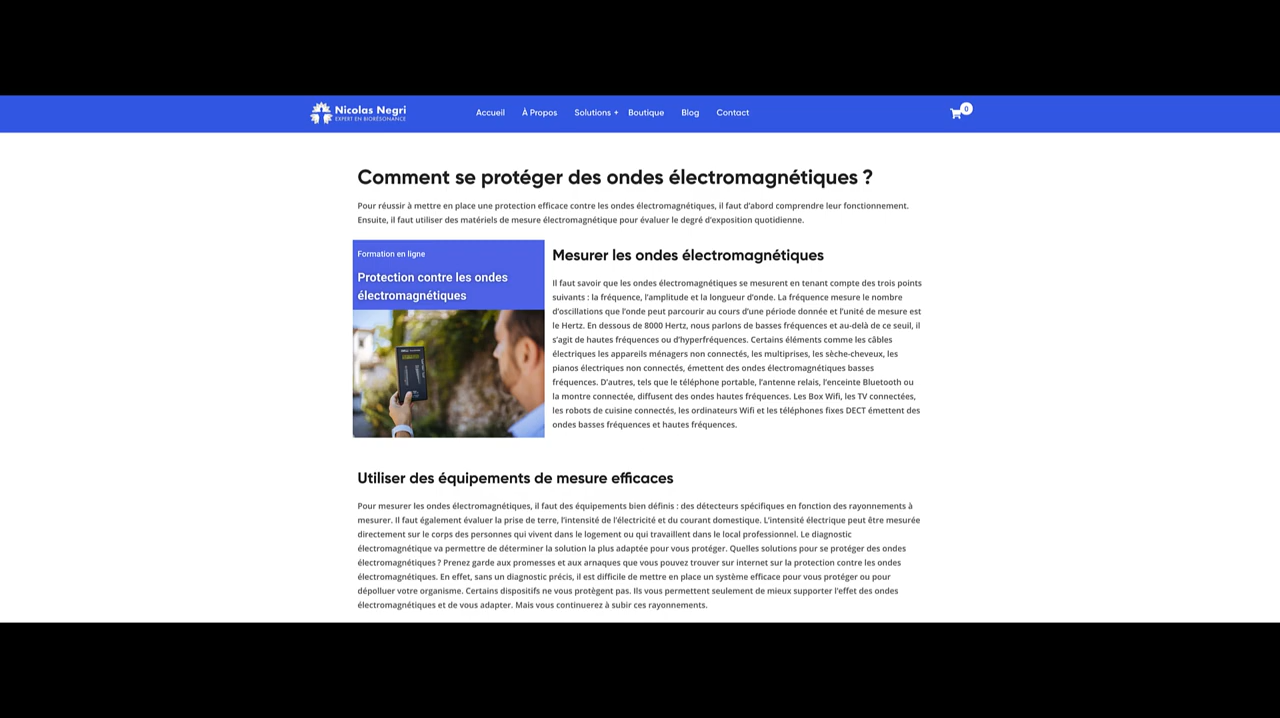 Nicolas Negri
EXPERT EN BIORÉSONANCE
Accueil À Propos Solutions + Boutique Blog Contact
0
Comment se protéger des ondes électromagnétiques ?
Pour réussir à mettre en place une protection efficace contre les ondes électromagnétiques, il faut d'abord comprendre leur fonctionnement.
Ensuite, il faut utiliser des matériels de mesure électromagnétique pour évaluer le degré d'exposition quotidienne.
Formation en ligne
Protection contre les ondes
électromagnétiques
Mesurer les ondes électromagnétiques
Il faut savoir que les ondes électromagnétiques se mesurent en tenant compte des trois points
suivants : la fréquence, l'amplitude et la longueur d'onde. La fréquence mesure le nombre
d'oscillations que l'onde peut parcourir au cours d'une période donnée et l'unité de mesure est
le Hertz. En dessous de 8000 Hertz, nous parlons de basses fréquences et au-delà de ce seuil, il
s'agit de hautes fréquences ou d'hyperfréquences. Certains éléments comme les câbles
électriques les appareils ménagers non connectés, les multiprises, les sèche-cheveux, les
pianos électriques non connectés, émettent des ondes électromagnétiques basses
fréquences. D'autres, tels que le téléphone portable, l'antenne relais, l'enceinte Bluetooth ou
la montre connectée, diffusent des ondes hautes fréquences. Les Box Wifi, les TV connectées,
les robots de cuisine connectés, les ordinateurs Wifi et les téléphones fixes DECT émettent des
ondes basses fréquences et hautes fréquences.
Utiliser des équipements de mesure efficaces
Pour mesurer les ondes électromagnétiques, il faut des équipements bien définis : des détecteurs spécifiques en fonction des rayonnements à
mesurer. Il faut également évaluer la prise de terre, l'intensité de l'électricité et du courant domestique. L'intensité électrique peut être mesurée
directement sur le corps des personnes qui vivent dans le logement ou qui travaillent dans le local professionnel. Le diagnostic
électromagnétique va permettre de déterminer la solution la plus adaptée pour vous protéger. Quelles solutions pour se protéger des ondes
électromagnétiques ? Prenez garde aux promesses et aux arnaques que vous pouvez trouver sur internet sur la protection contre les ondes
électromagnétiques. En effet, sans un diagnostic précis, il est difficile de mettre en place un système efficace pour vous protéger ou pour
dépolluer votre organisme. Certains dispositifs ne vous protègent pas. Ils vous permettent seulement de mieux supporter l'effet des ondes
électromagnétiques et de vous adapter. Mais vous continuerez à subir ces rayonnements.